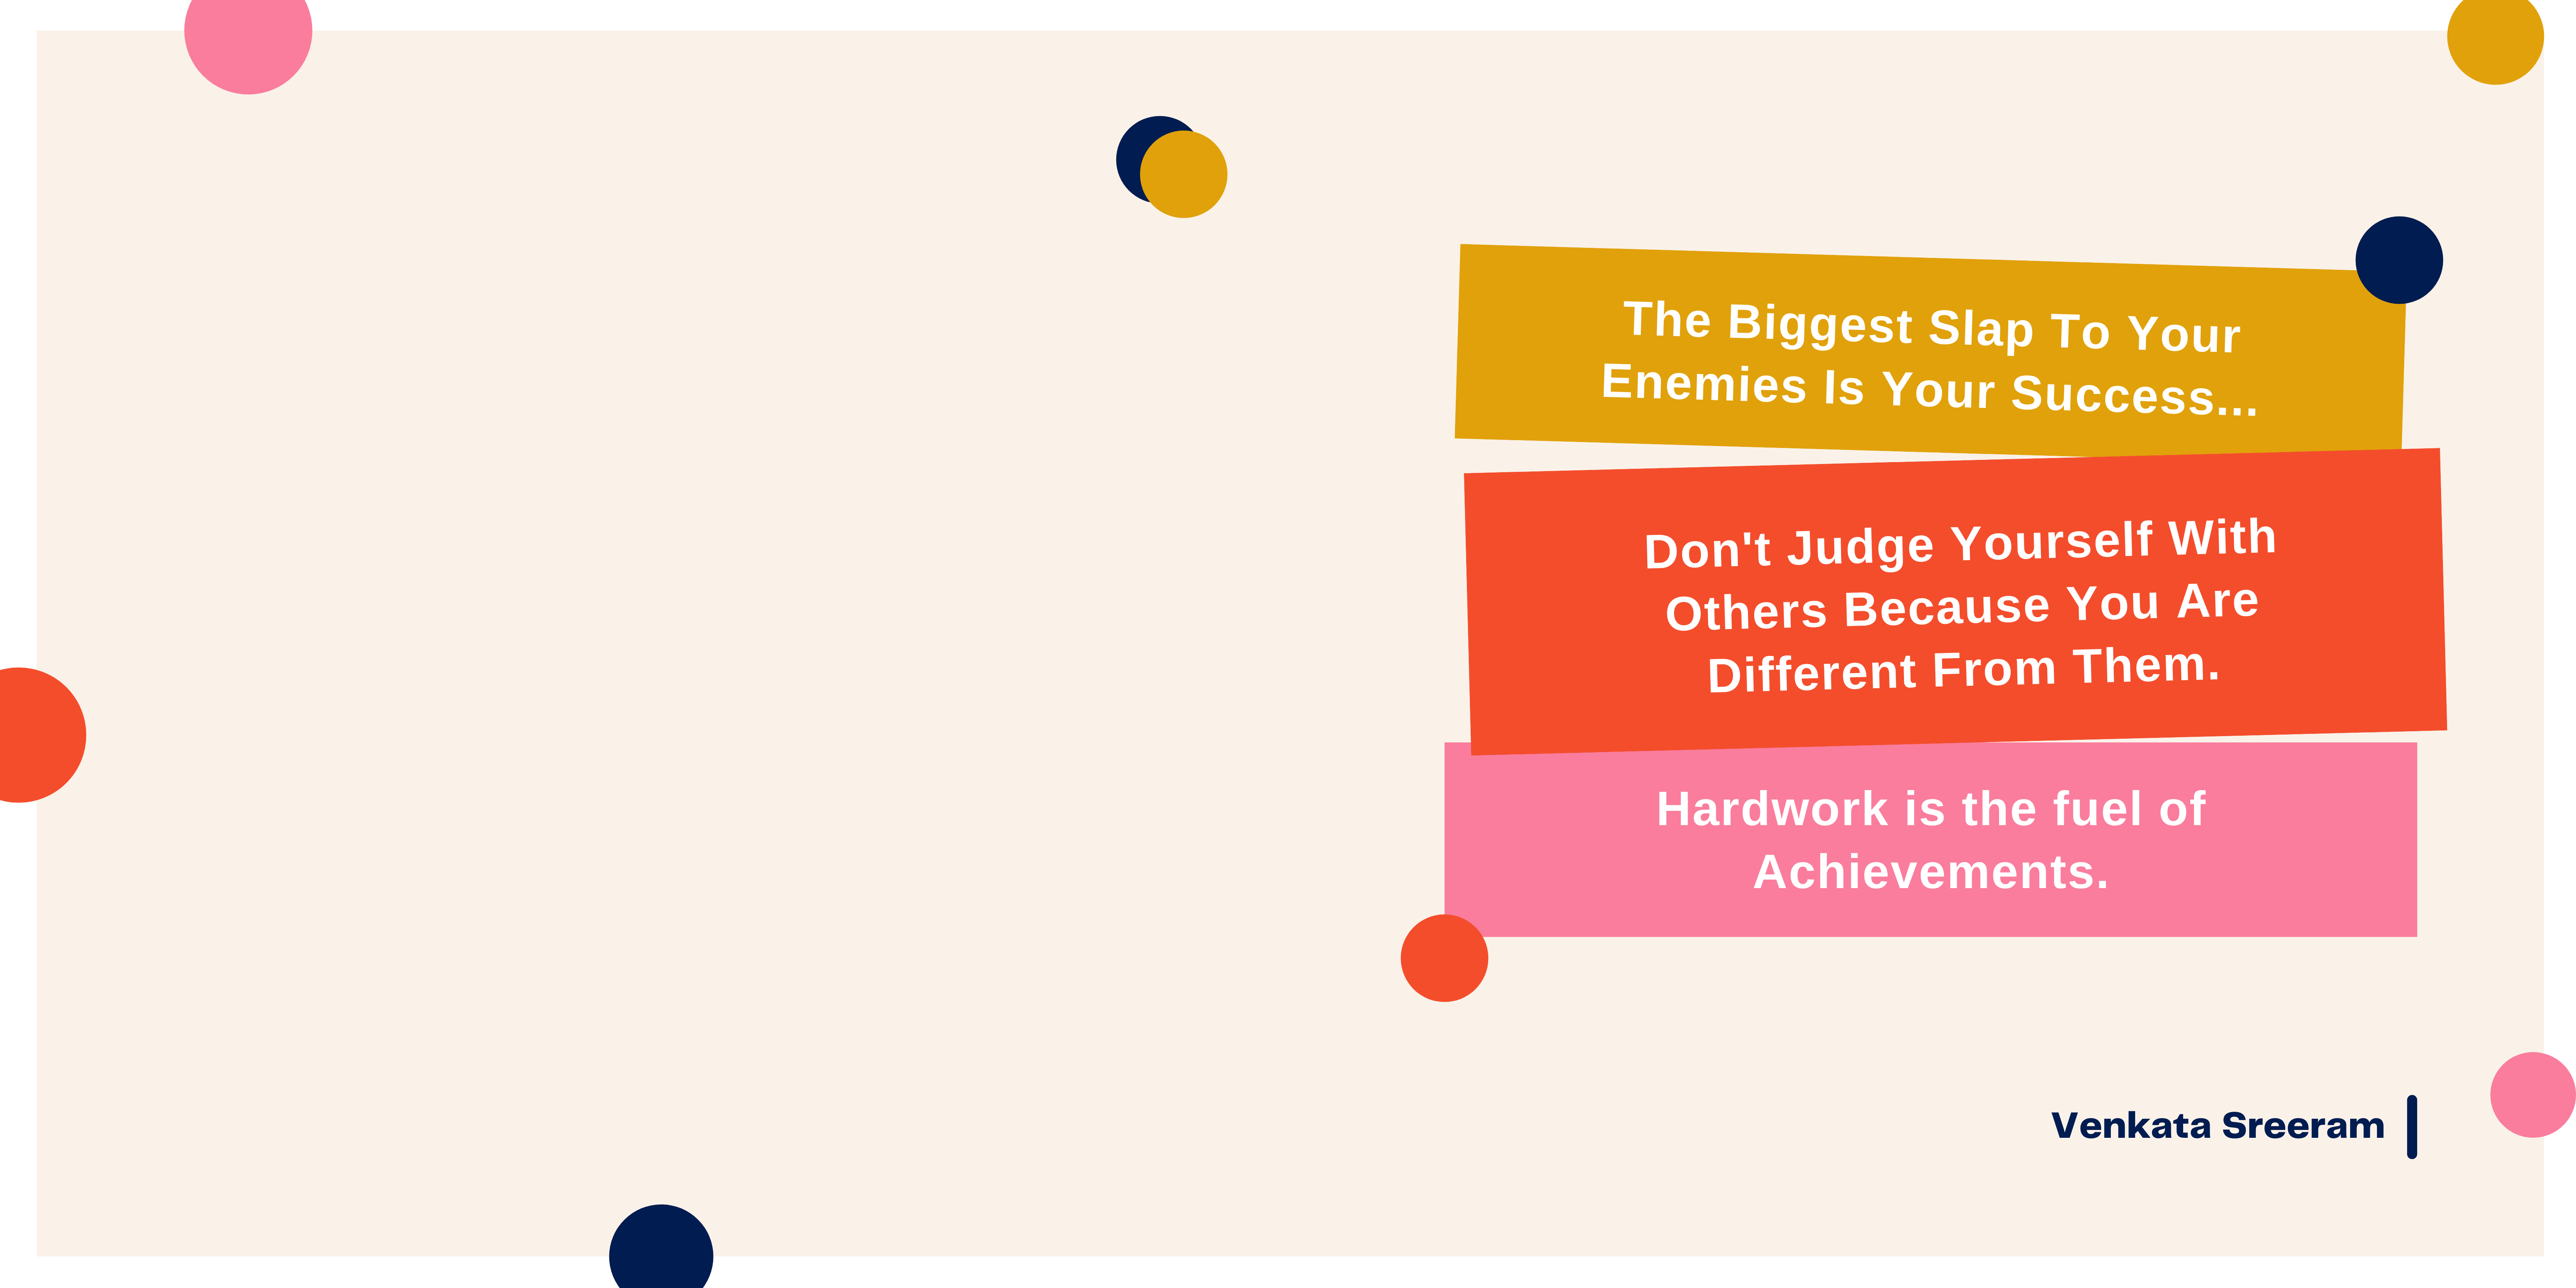 The Biggest Slap To Your
Enemies Is Your Success...
Don't Judge Yourself With
Others Because You Are
Different From Them.
Hardwork is the fuel of
Achievements.
Venkata Sreeram